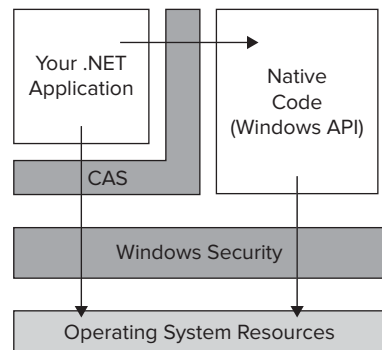 Your .NET
Application
Native
Code
(Windows API)
CAS
Windows Security
Operating System Resources